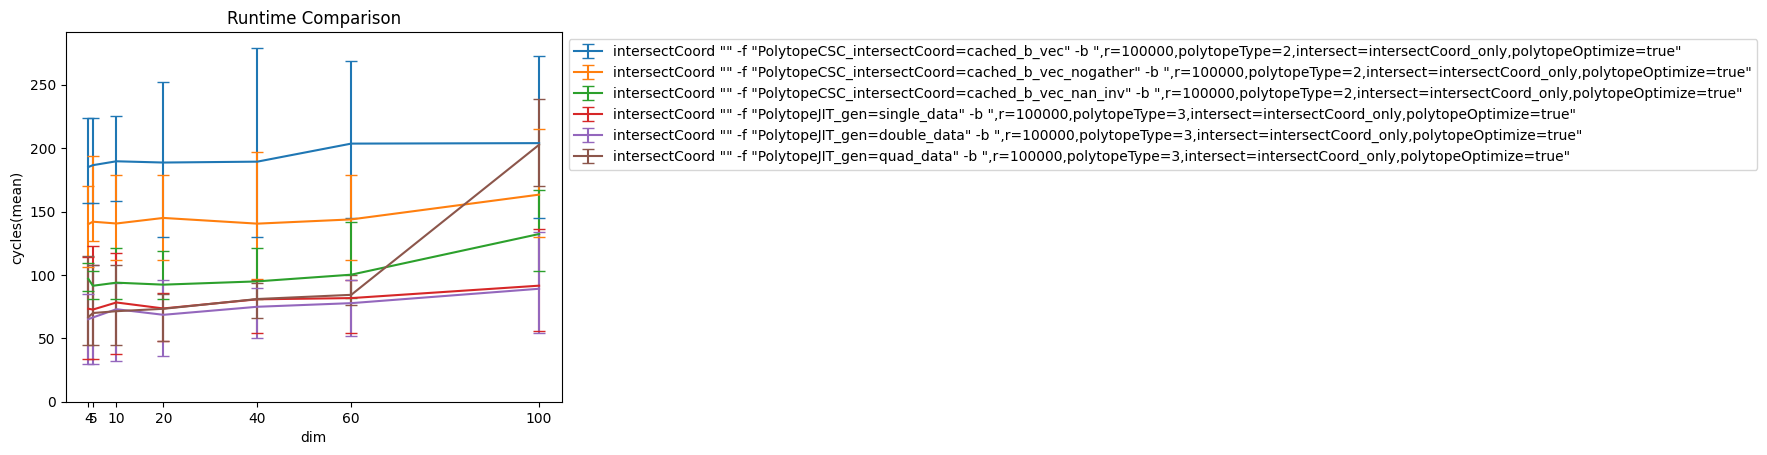 Runtime Comparison
intersectCoord "" -f "PolytopeCSC_intersectCoord=cached_b_vec" -b ",r=100000,polytopeType=2,intersect=intersectCoord_only,polytopeOptimize=true"
intersectCoord "" -f "PolytopeCSC_intersectCoord=cached_b_vec_nogather" -b ",r=100000,polytopeType=2,intersect=intersectCoord_only,polytopeOptimize=true"
intersectCoord "" -f "PolytopeCSC_intersectCoord=cached_b_vec_nan_inv" -b ",r=100000,polytopeType=2,intersect=intersectCoord_only,polytopeOptimize=true"
intersectCoord "" -f "PolytopeJIT_gen=single_data" -b ",r=100000,polytopeType=3,intersect=intersectCoord_only,polytopeOptimize=true"
intersectCoord "" -f "PolytopeJIT_gen=double_data" -b ",r=100000,polytopeType=3,intersect=intersectCoord_only,polytopeOptimize=true"
intersectCoord "" -f "PolytopeJIT_gen=quad_data" -b ",r=100000,polytopeType=3,intersect=intersectCoord_only,polytopeOptimize=true"
cycles(mean)
250
200
150
100
50
0
4 5 10 20 40 60 100
dim